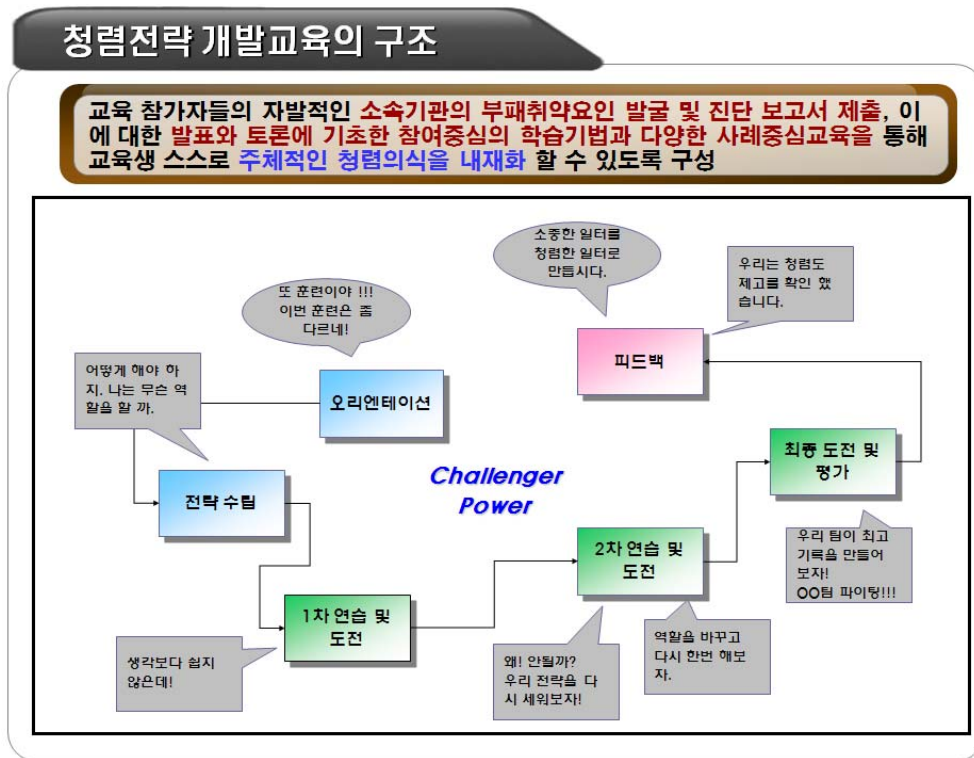 청렴전략 개발교육의 구조
교육 참가자들의 자발적인 소속기관의 부패취약요인 발굴 및 진단 보고서 제출, 이
에 대한 발표와 토론에 기초한 참여중심의 학습기법과 다양한 사례중심교육을 통해
교육생 스스로 주체적인 청렴의식을 내재화 할 수 있도록 구성
소중한 일터를
청렴한 일터로
만듭시다.
우리는 청렴도
제고를 확인 했
습니다.
또 훈련이야 !!!
이번 훈련은 좀
다르네!
피드백
어떻게 해야 하
지. 나는 무슨 역
할을 할 까.
오리엔테이션
최종 도전 및
평가
Challenger
Power
전략 수립
우리 팀이 최고
기록을 만들어
보자!
OO팀 파이팅!!!
2차 연습 및
도전
1차 연습 및
도전
생각보다 쉽지
않은데!
왜! 안될까?
우리 전략을 다
시 세워보자!
역할을 바꾸고
다시 한번 해보
자.